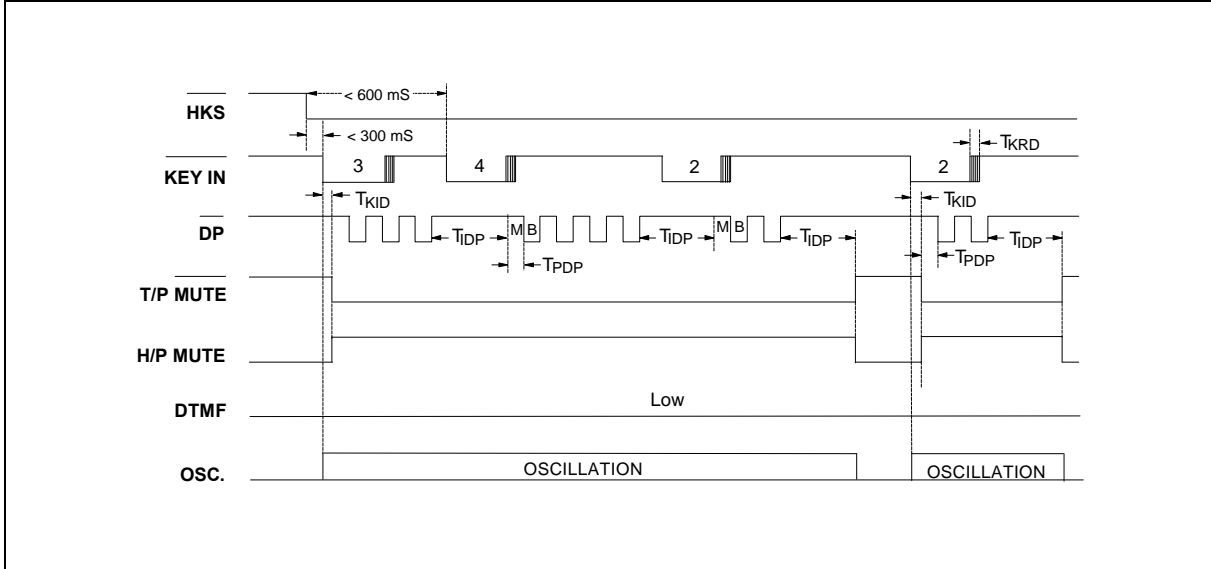 HKS
< 600 mS
< 300 mS
KEY IN
3
4
2
2
TKRD
TKID
TKID
DP
TIDP
M B
TPDP
TIDP
M B
TIDP
TPDP
TIDP
T/P MUTE
H/P MUTE
DTMF
Low
OSC.
OSCILLATION
OSCILLATION